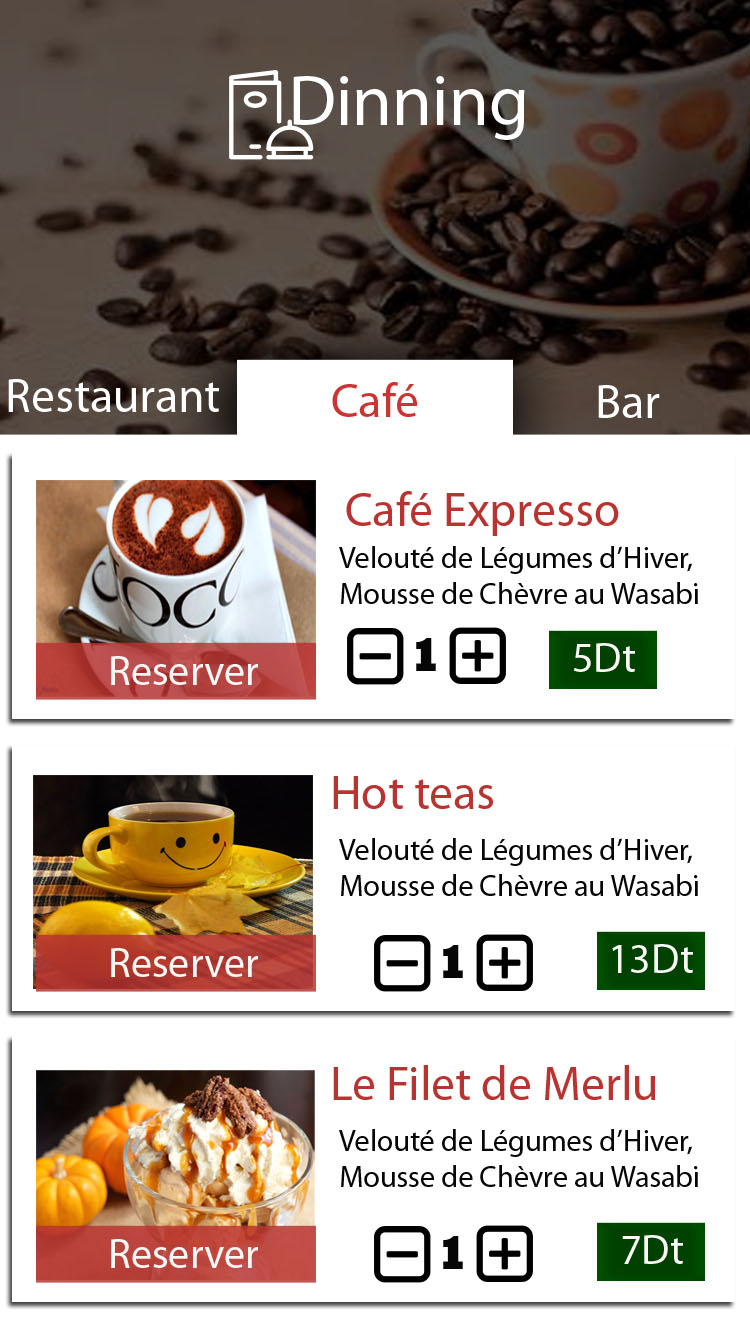 Dinning
Restaurant
Café
Bar
Café Expresso
Velouté de Légumes d’Hiver,
Mousse de Chèvre au Wasabi
1
5Dt
Reserver
Hot teas
Velouté de Légumes d’Hiver,
Mousse de Chèvre au Wasabi
1
13Dt
Reserver
Le Filet de Merlu
Velouté de Légumes d’Hiver,
Mousse de Chèvre au Wasabi
1
7Dt
Reserver